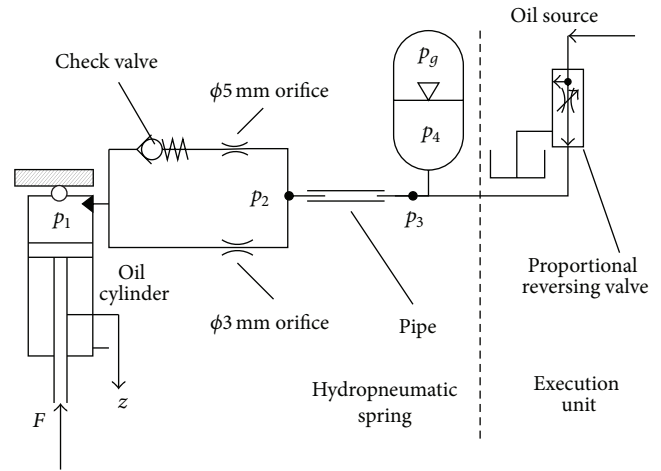 Oil source
Check valve
ϕ5 mm orifice
p_g
p_4
p_2
p_3
p_1
Oil
cylinder
ϕ3 mm orifice
Pipe
Proportional
reversing valve
z
F
Hydropneumatic
spring
Execution
unit